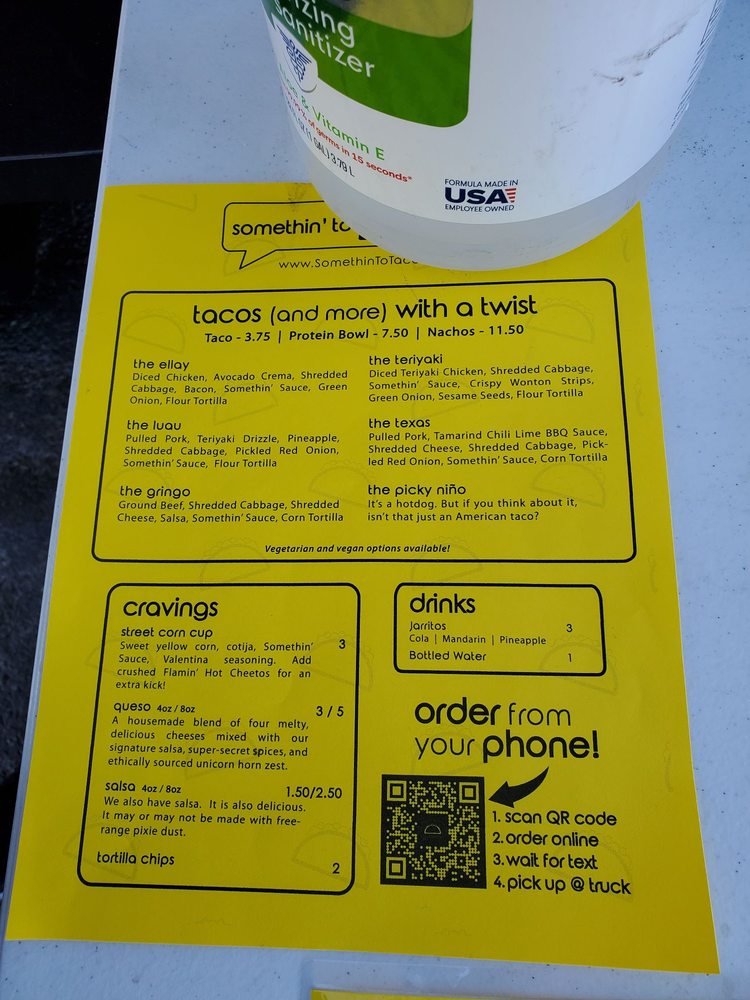 Sanitizer
& Vitamin E
of germs in 15 seconds*
3.79 L
FORMULA MADE IN
USA
EMPLOYEE OWNED
somethin' to
www.SomethinToTaco
tacos (and more) with a twist
Taco - 3.75 | Protein Bowl - 7.50 | Nachos - 11.50
the ellay
Diced Chicken, Avocado Crema, Shredded
Cabbage, Bacon, Somethin' Sauce, Green
Onion, Flour Tortilla
the teriyaki
Diced Teriyaki Chicken, Shredded Cabbage,
Somethin' Sauce, Crispy Wonton Strips,
Green Onion, Sesame Seeds, Flour Tortilla
the luau
Pulled Pork, Teriyaki Drizzle, Pineapple,
Shredded Cabbage, Pickled Red Onion,
Somethin' Sauce, Flour Tortilla
the texas
Pulled Pork, Tamarind Chili Lime BBQ Sauce,
Shredded Cheese, Shredded Cabbage, Pick-
led Red Onion, Somethin' Sauce, Corn Tortilla
the gringo
Ground Beef, Shredded Cabbage, Shredded
Cheese, Salsa, Somethin' Sauce, Corn Tortilla
the picky niño
It's a hotdog. But if you think about it,
isn't that just an American taco?
Vegetarian and vegan options available!
cravings
street corn cup 3
Sweet yellow corn, cotija, Somethin'
Sauce, Valentina seasoning. Add
crushed Flamin' Hot Cheetos for an
extra kick!
queso 4oz / 8oz 3 / 5
A housemade blend of four melty,
delicious cheeses mixed with our
signature salsa, super-secret spices, and
ethically sourced unicorn horn zest.
salsa 4oz / 8oz 1.50/2.50
We also have salsa. It is also delicious.
It may or may not be made with free-
range pixie dust.
tortilla chips 2
drinks
Jarritos 3
Cola | Mandarin | Pineapple
Bottled Water 1
order from
your phone!
1. scan QR code
2. order online
3. wait for text
4. pick up @ truck